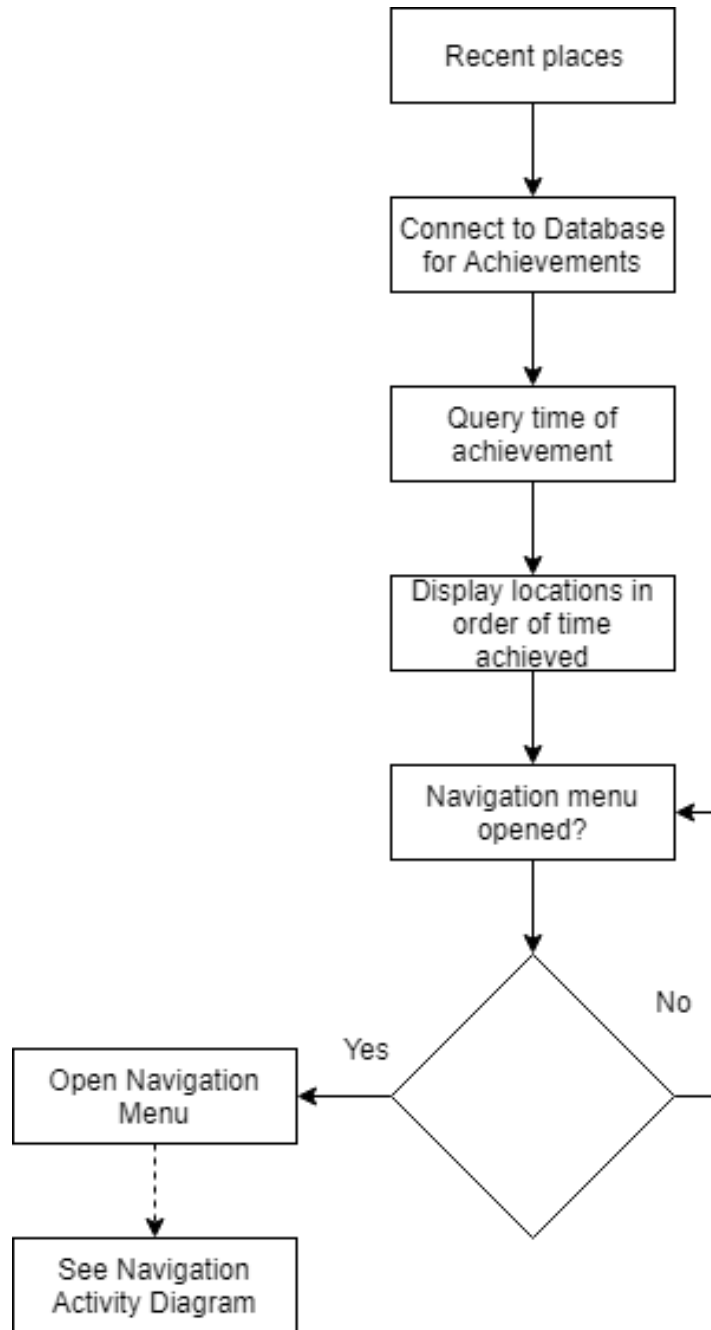 Recent places
Connect to Database
for Achievements
Query time of
achievement
Display locations in
order of time
achieved
Navigation menu
opened?
No
Yes
Open Navigation
Menu
See Navigation
Activity Diagram